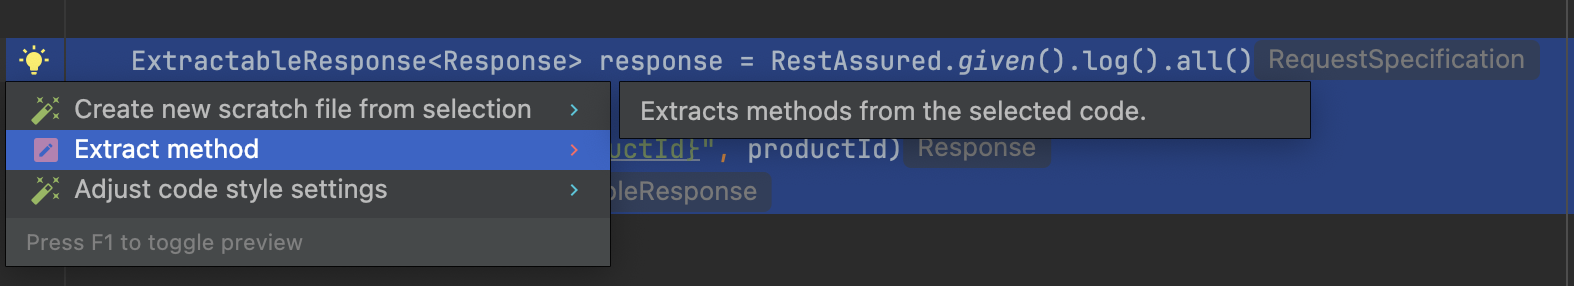 ExtractableResponse<Response> response = RestAssured.given().log().all() RequestSpecification
Create new scratch file from selection
Extracts methods from the selected code.
Extract method
uctId}", productId) Response
Adjust code style settings
leResponse
Press F1 to toggle preview